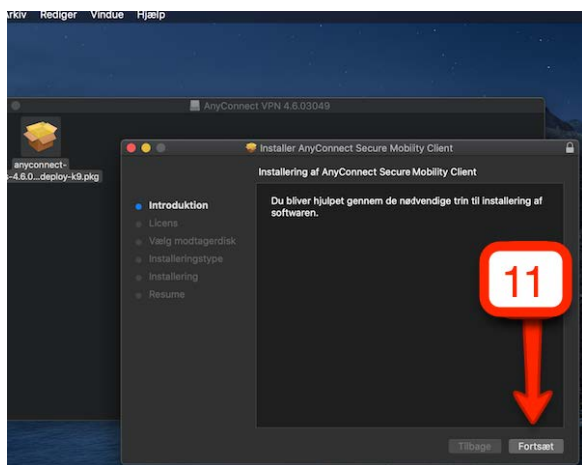 Arkiv Rediger Vindue Hjælp
AnyConnect VPN 4.6.03049
anyconnect-
s-4.6.0...deploy-k9.pkg
Installer AnyConnect Secure Mobility Client
Installering af AnyConnect Secure Mobility Client
Introduktion
Licens
Vælg modtagerdisk
Installeringstype
Installering
Resume
Du bliver hjulpet gennem de nødvendige trin til installering af
softwaren.
11
Tilbage Fortsæt